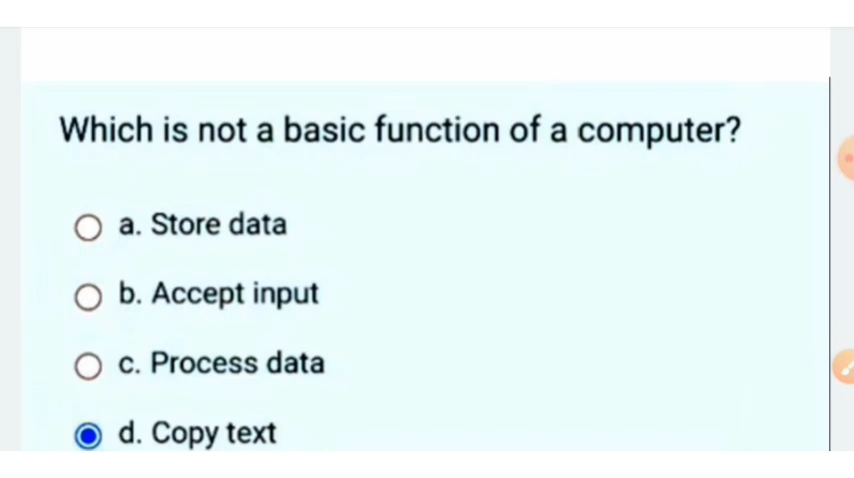 Which is not a basic function of a computer?
a. Store data
b. Accept input
c. Process data
d. Copy text